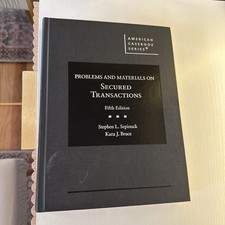 AMERICAN
CASEBOOK
SERIES®
PROBLEMS AND MATERIALS ON
SECURED
TRANSACTIONS
Fifth Edition
Stephen L. Sepinuck
Kara J. Bruce